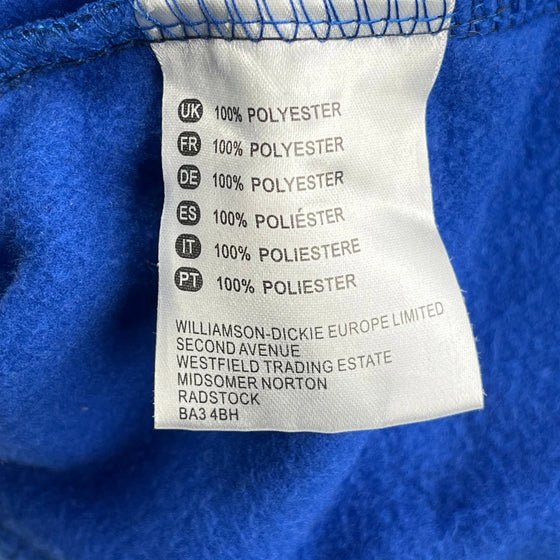 UK 100% POLYESTER
FR 100% POLYESTER
DE 100% POLYESTER
ES 100% POLIÉSTER
IT 100% POLIESTERE
PT 100% POLIESTER
WILLIAMSON-DICKIE EUROPE LIMITED
SECOND AVENUE
WESTFIELD TRADING ESTATE
MIDSOMER NORTON
RADSTOCK
BA3 4BH